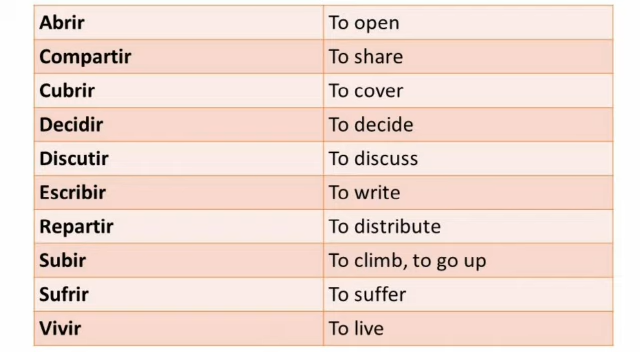 Abrir To open
Compartir To share
Cubrir To cover
Decidir To decide
Discutir To discuss
Escribir To write
Repartir To distribute
Subir To climb, to go up
Sufrir To suffer
Vivir To live